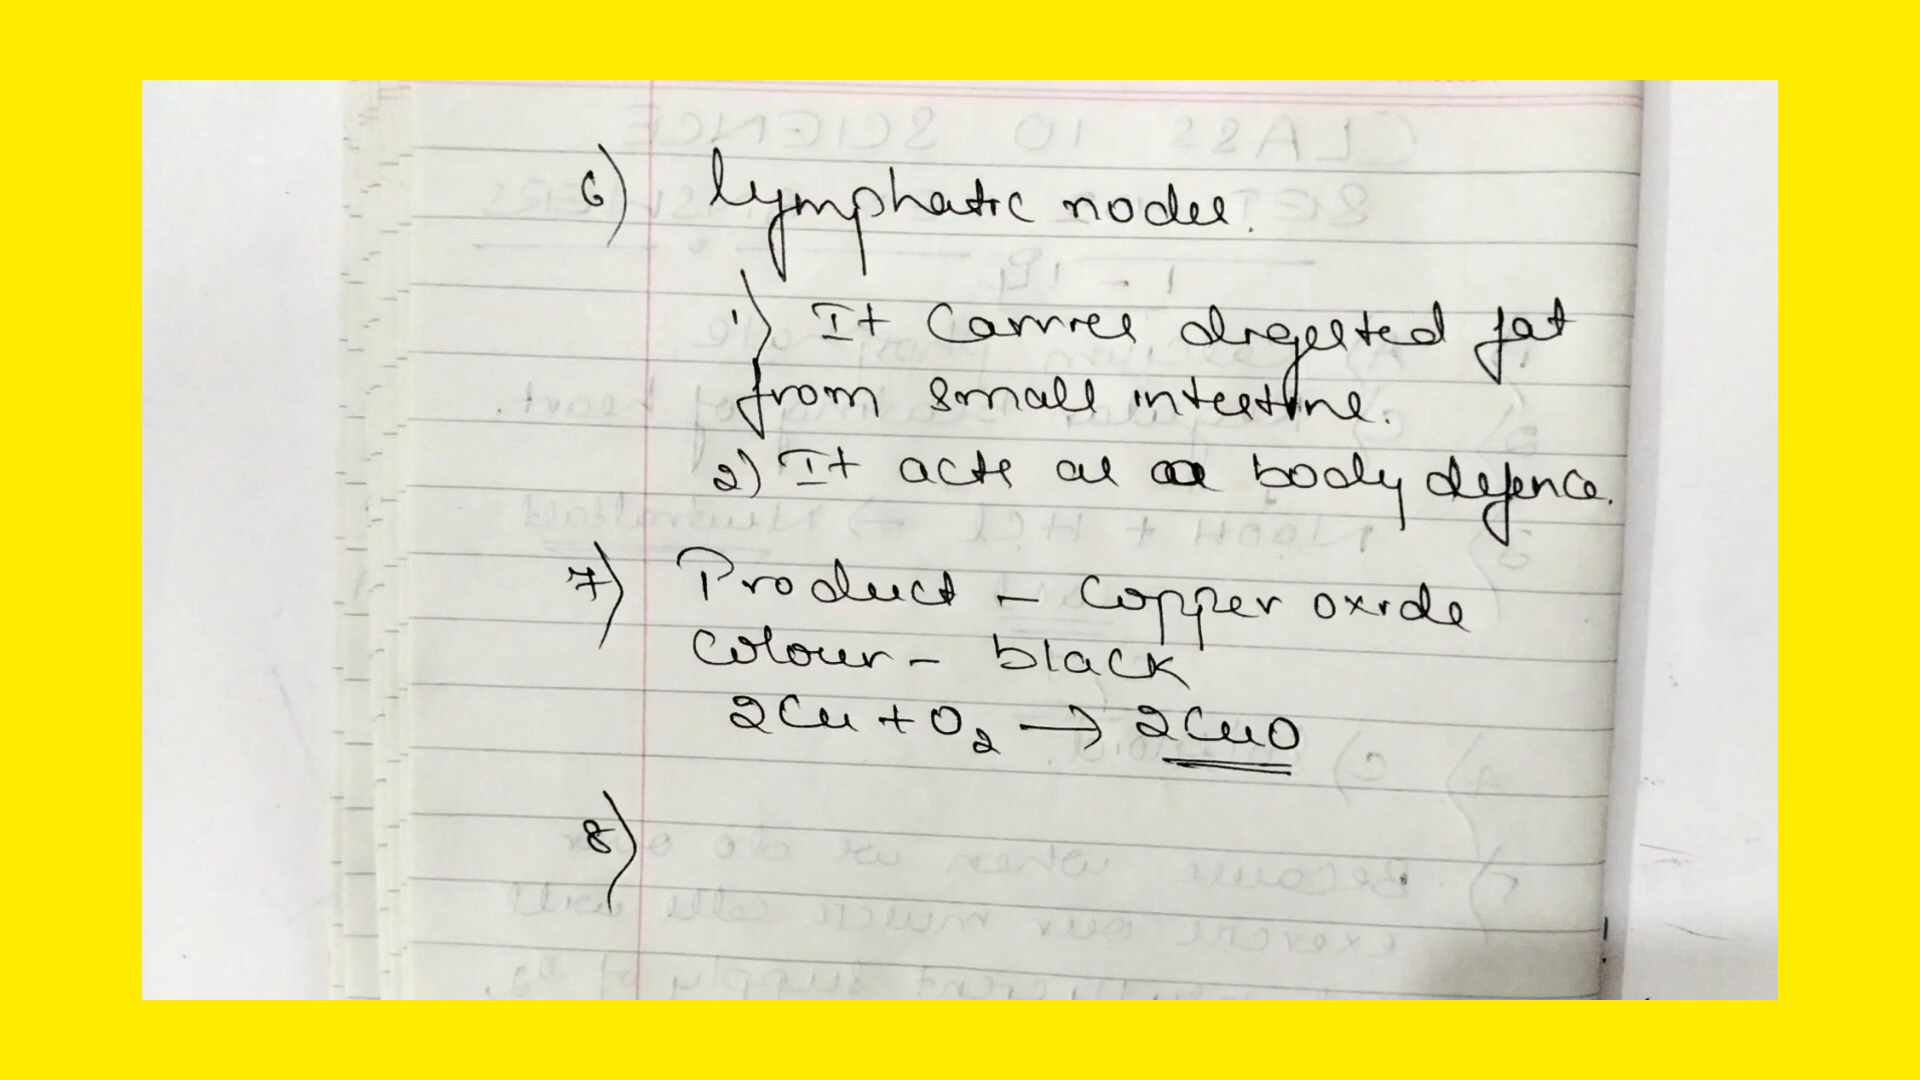 6) lymphatic nodes.
1) It Carries digested fat
from small intestine.
2) It acts as a body defence.
7) Product - Copper oxide
Colour - black
2Cu + O₂ → 2CuO
8)